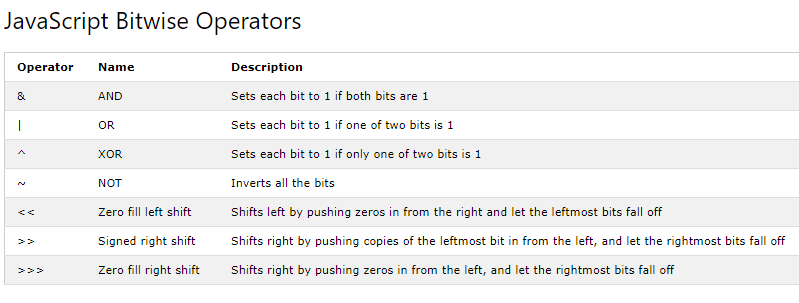 JavaScript Bitwise Operators
Operator Name Description
& AND Sets each bit to 1 if both bits are 1
| OR Sets each bit to 1 if one of two bits is 1
^ XOR Sets each bit to 1 if only one of two bits is 1
~ NOT Inverts all the bits
<< Zero fill left shift Shifts left by pushing zeros in from the right and let the leftmost bits fall off
>> Signed right shift Shifts right by pushing copies of the leftmost bit in from the left, and let the rightmost bits fall off
>>> Zero fill right shift Shifts right by pushing zeros in from the left, and let the rightmost bits fall off